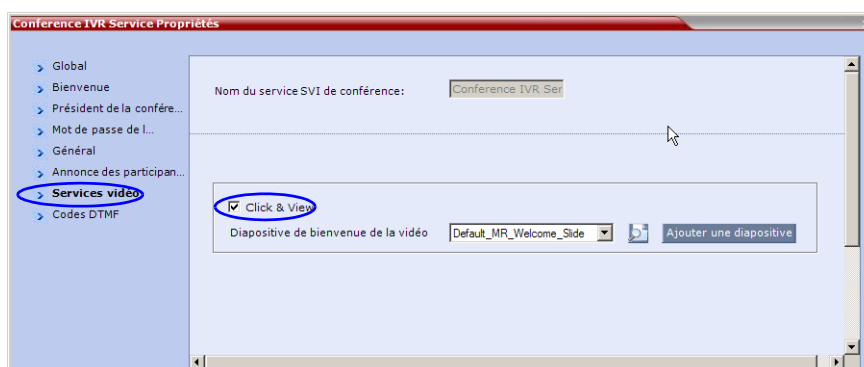 Conference IVR Service Propriétés
Global
Bienvenue
Président de la confére...
Mot de passe de l...
Général
Annonce des participan...
Services vidéo
Codes DTMF
Nom du service SVI de conférence:
Conference IVR Ser
Click & View
Diapositive de bienvenue de la vidéo
Default_MR_Welcome_Slide
Ajouter une diapositive